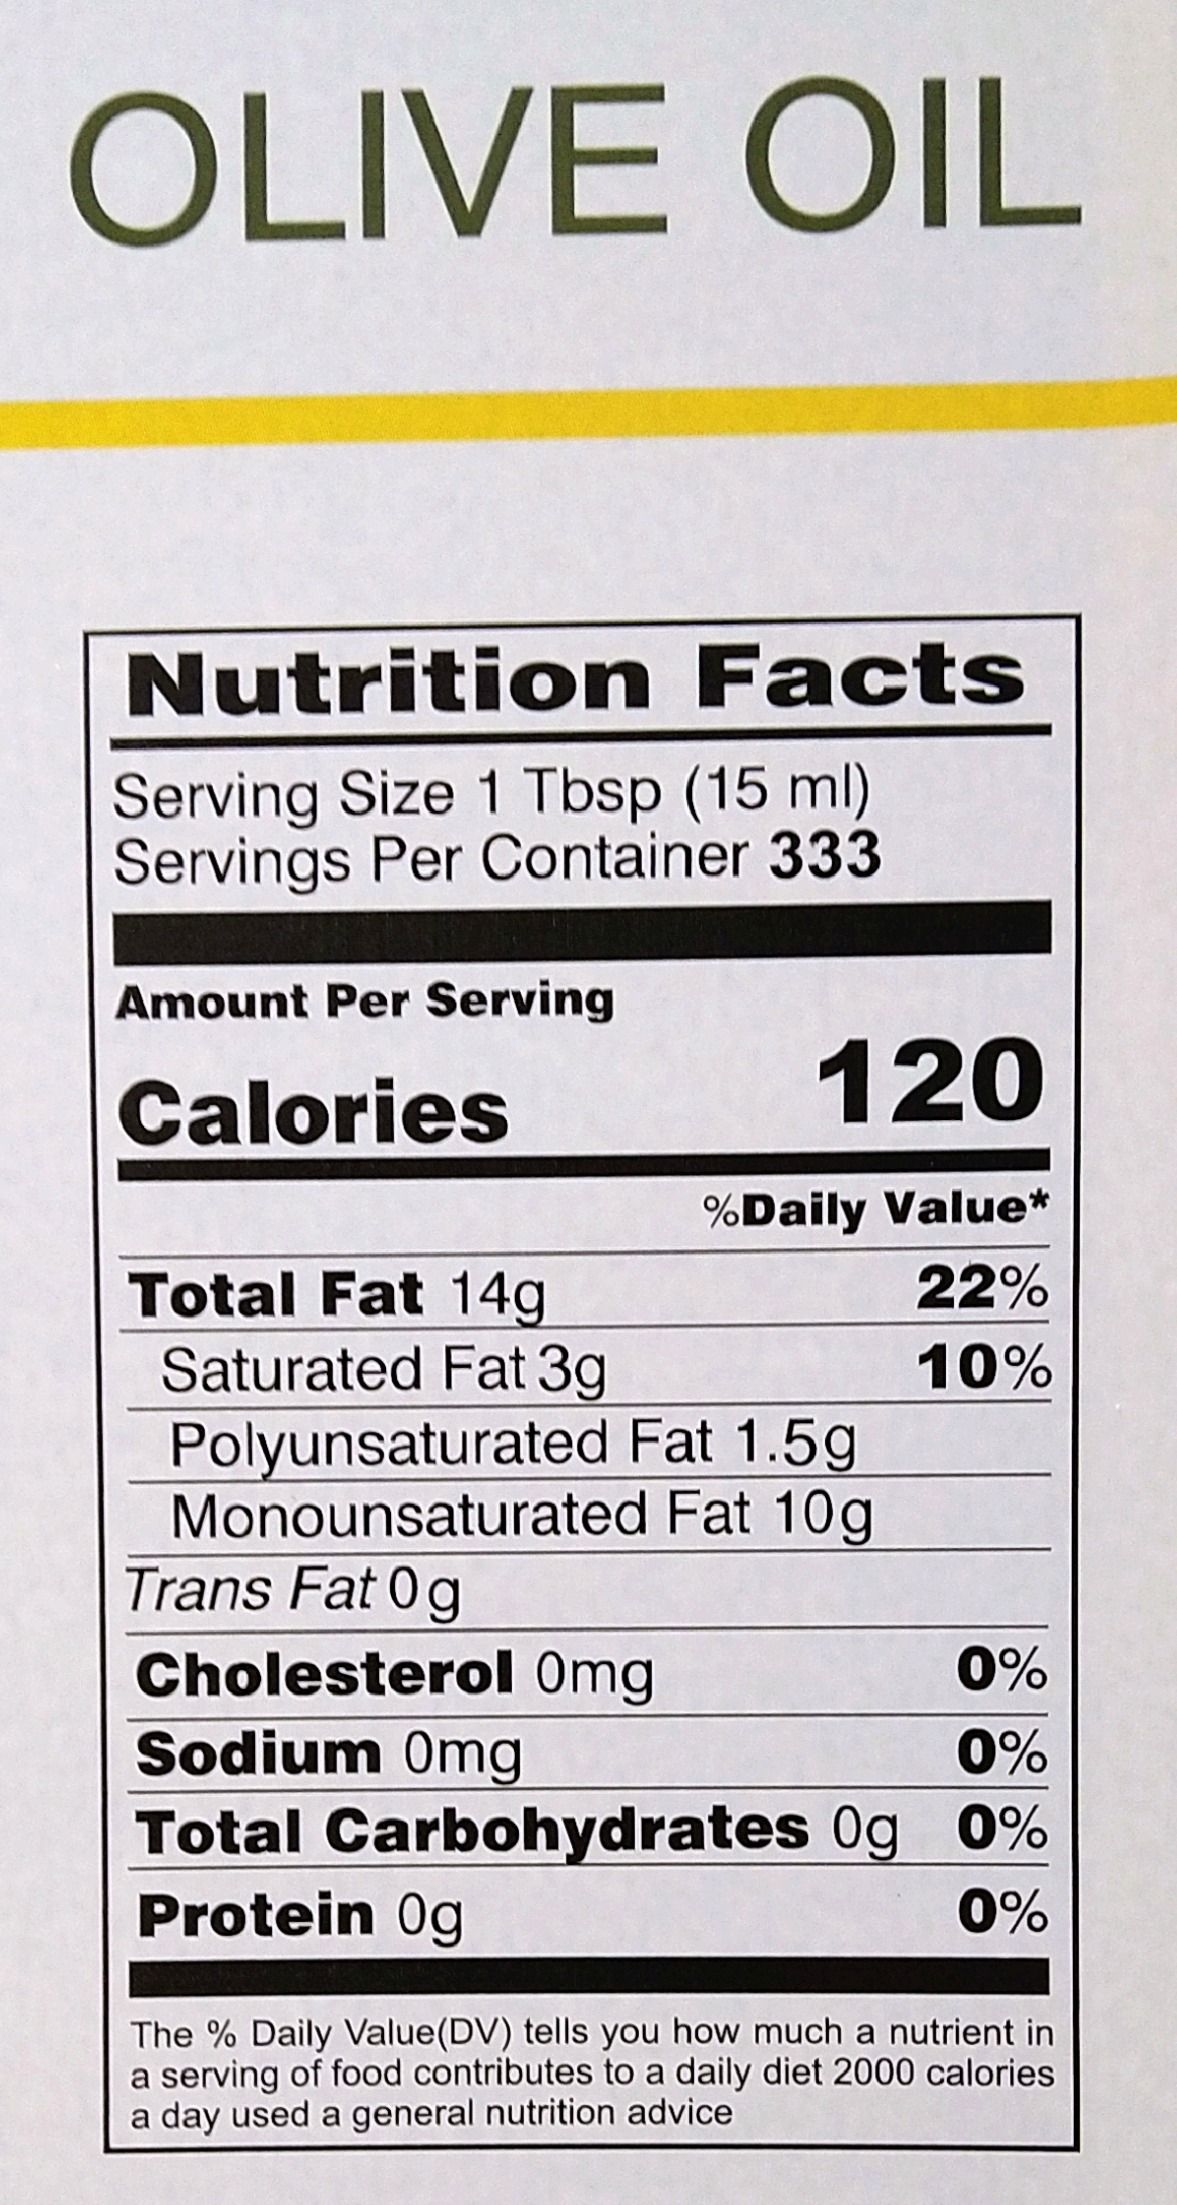 OLIVE OIL
Nutrition Facts
Serving Size 1 Tbsp (15 ml)
Servings Per Container 333
Amount Per Serving
Calories 120
%Daily Value*
Total Fat 14g 22%
Saturated Fat 3g 10%
Polyunsaturated Fat 1.5g
Monounsaturated Fat 10g
Trans Fat 0g
Cholesterol 0mg 0%
Sodium 0mg 0%
Total Carbohydrates 0g 0%
Protein 0g 0%
The % Daily Value(DV) tells you how much a nutrient in
a serving of food contributes to a daily diet 2000 calories
a day used a general nutrition advice